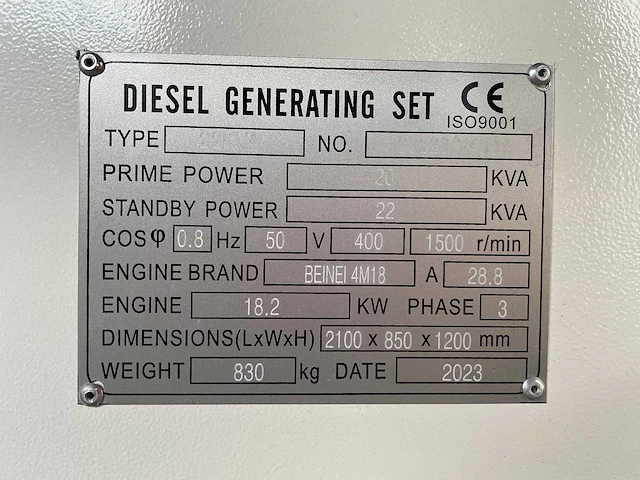 DIESEL GENERATING SET CE
ISO9001
TYPE NO.
PRIME POWER 20 KVA
STANDBY POWER 22 KVA
COSφ 0.8 Hz 50 V 400 1500 r/min
ENGINE BRAND BEINEI 4M18 A 28.8
ENGINE 18.2 KW PHASE 3
DIMENSIONS(LxWxH) 2100 x 850 x 1200 mm
WEIGHT 830 kg DATE 2023